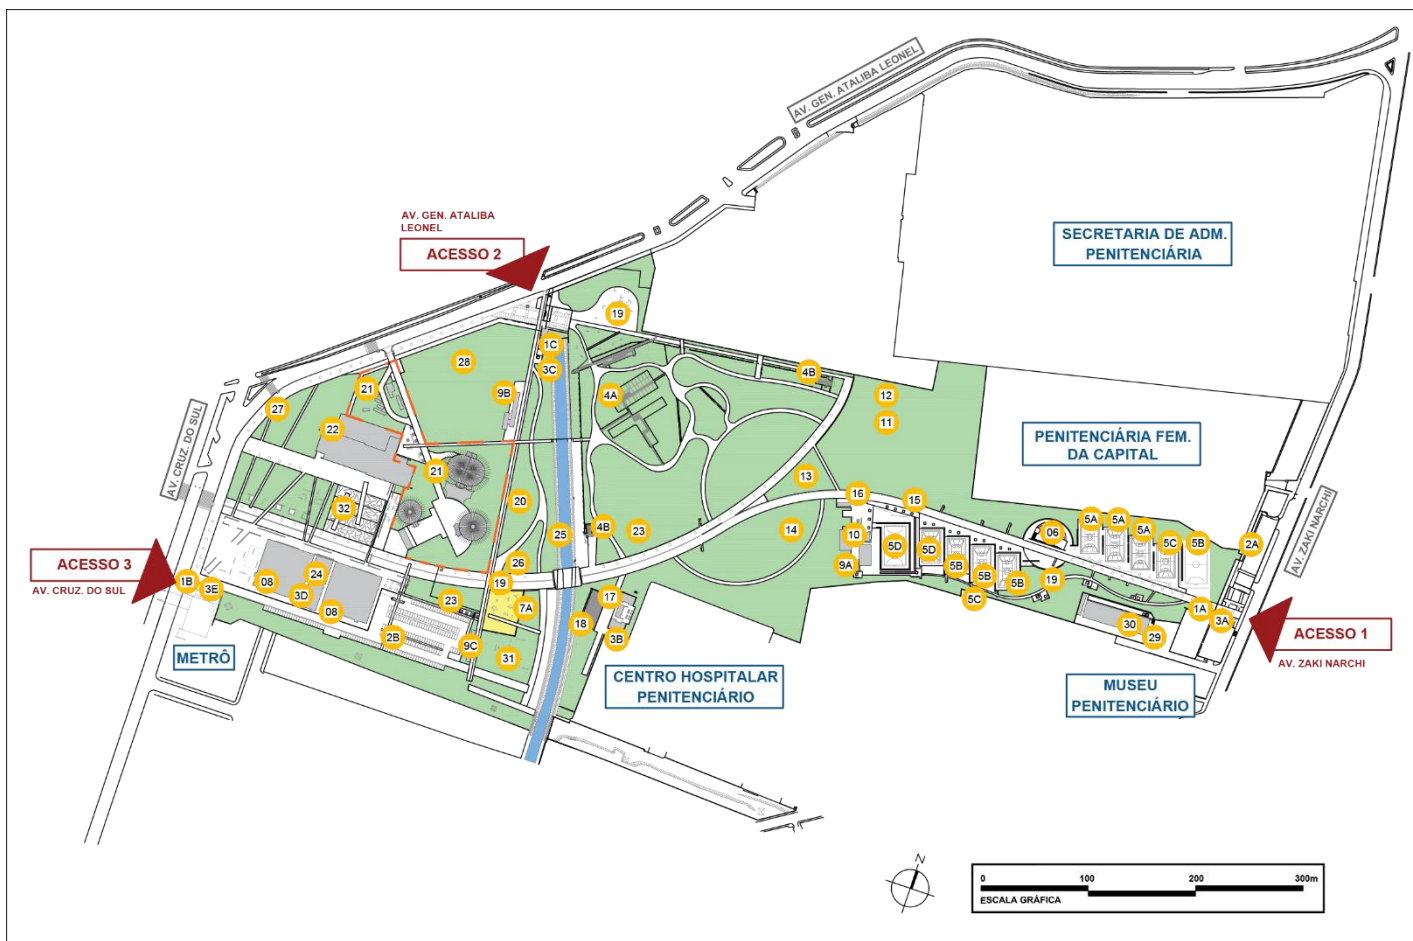 AV. GEN. ATALIBA LEONEL
AV. GEN. ATALIBA
LEONEL
ACESSO 2
SECRETARIA DE ADM.
PENITENCIÁRIA
19
1C
3C
28
4B
21
9B
4A
12
27
11
22
AV. CRUZ. DO SUL
PENITENCIÁRIA FEM.
DA CAPITAL
21
13
20
16
15
32
AV. ZAKI NARCHI
25
4B
23
14
10
06
5A
5A
5A
5C
5B
2A
5D
5D
5B
5B
5B
19
5C
9A
ACESSO 3
AV. CRUZ. DO SUL
1B
3E
08
24
3D
08
26
19
23
7A
17
18
3B
1A
3A
30
29
ACESSO 1
AV. ZAKI NARCHI
METRÔ
2B
9C
31
CENTRO HOSPITALAR
PENITENCIÁRIO
MUSEU
PENITENCIÁRIO
N
0 100 200 300m
ESCALA GRÁFICA